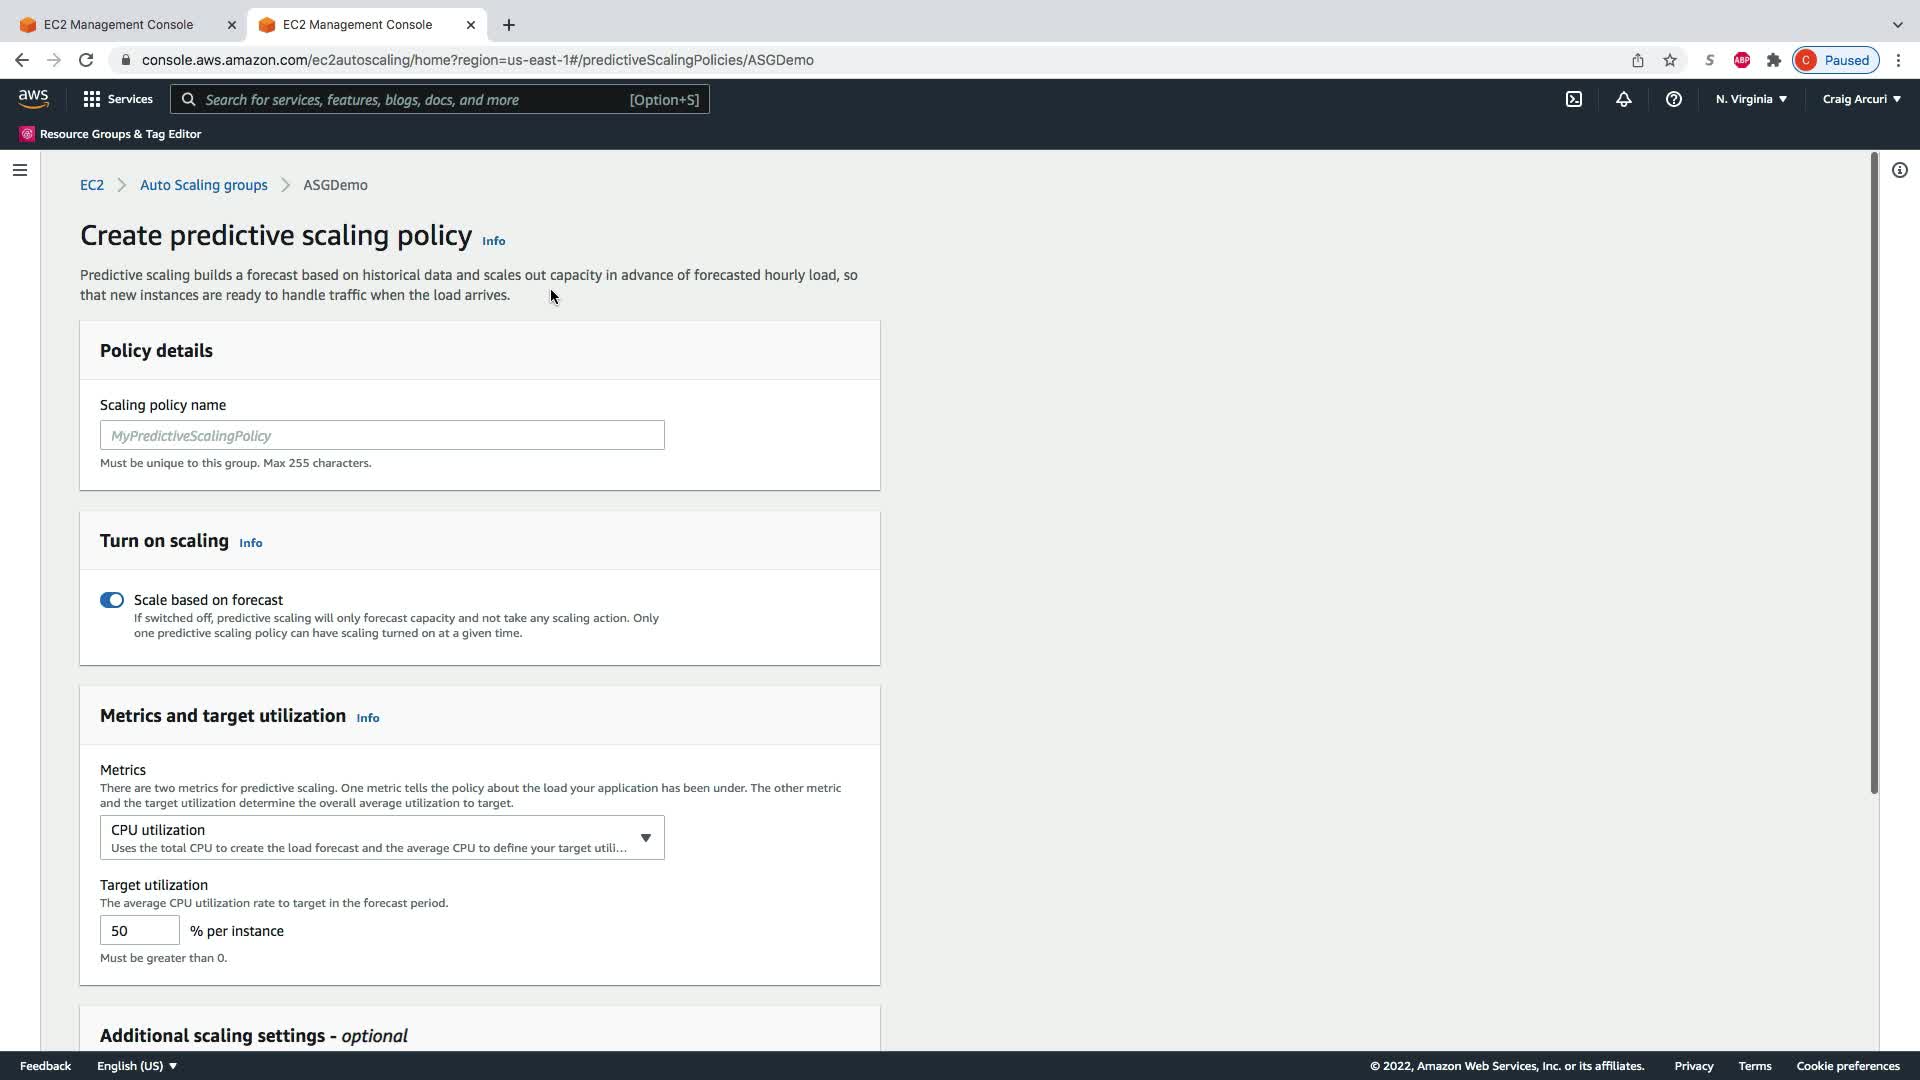 EC2 Management Console
EC2 Management Console
console.aws.amazon.com/ec2autoscaling/home?region=us-east-1#/predictiveScalingPolicies/ASGDemo
S
ABP
C Paused
aws
Services
Search for services, features, blogs, docs, and more [Option+S]
N. Virginia
Craig Arcuri
Resource Groups & Tag Editor
EC2
Auto Scaling groups
ASGDemo
Create predictive scaling policy Info
Predictive scaling builds a forecast based on historical data and scales out capacity in advance of forecasted hourly load, so
that new instances are ready to handle traffic when the load arrives.
Policy details
Scaling policy name
MyPredictiveScalingPolicy
Must be unique to this group. Max 255 characters.
Turn on scaling Info
Scale based on forecast
If switched off, predictive scaling will only forecast capacity and not take any scaling action. Only
one predictive scaling policy can have scaling turned on at a given time.
Metrics and target utilization Info
Metrics
There are two metrics for predictive scaling. One metric tells the policy about the load your application has been under. The other metric
and the target utilization determine the overall average utilization to target.
CPU utilization
Uses the total CPU to create the load forecast and the average CPU to define your target utili...
Target utilization
The average CPU utilization rate to target in the forecast period.
50 % per instance
Must be greater than 0.
Additional scaling settings - optional
Feedback
English (US)
© 2022, Amazon Web Services, Inc. or its affiliates.
Privacy
Terms
Cookie preferences